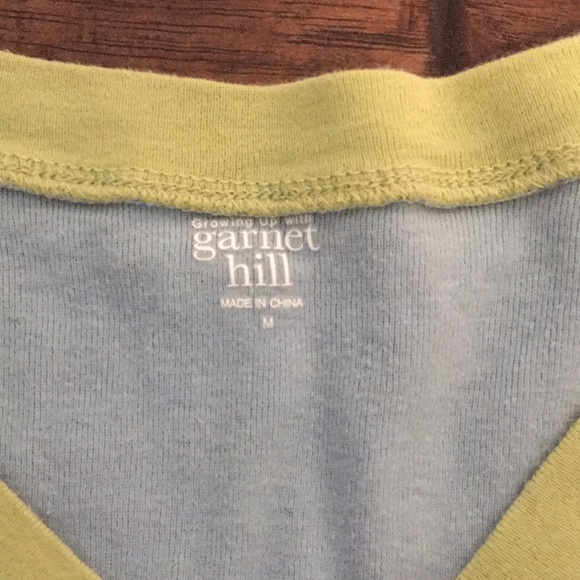 Growing Up with
garnet
hill
MADE IN CHINA
M